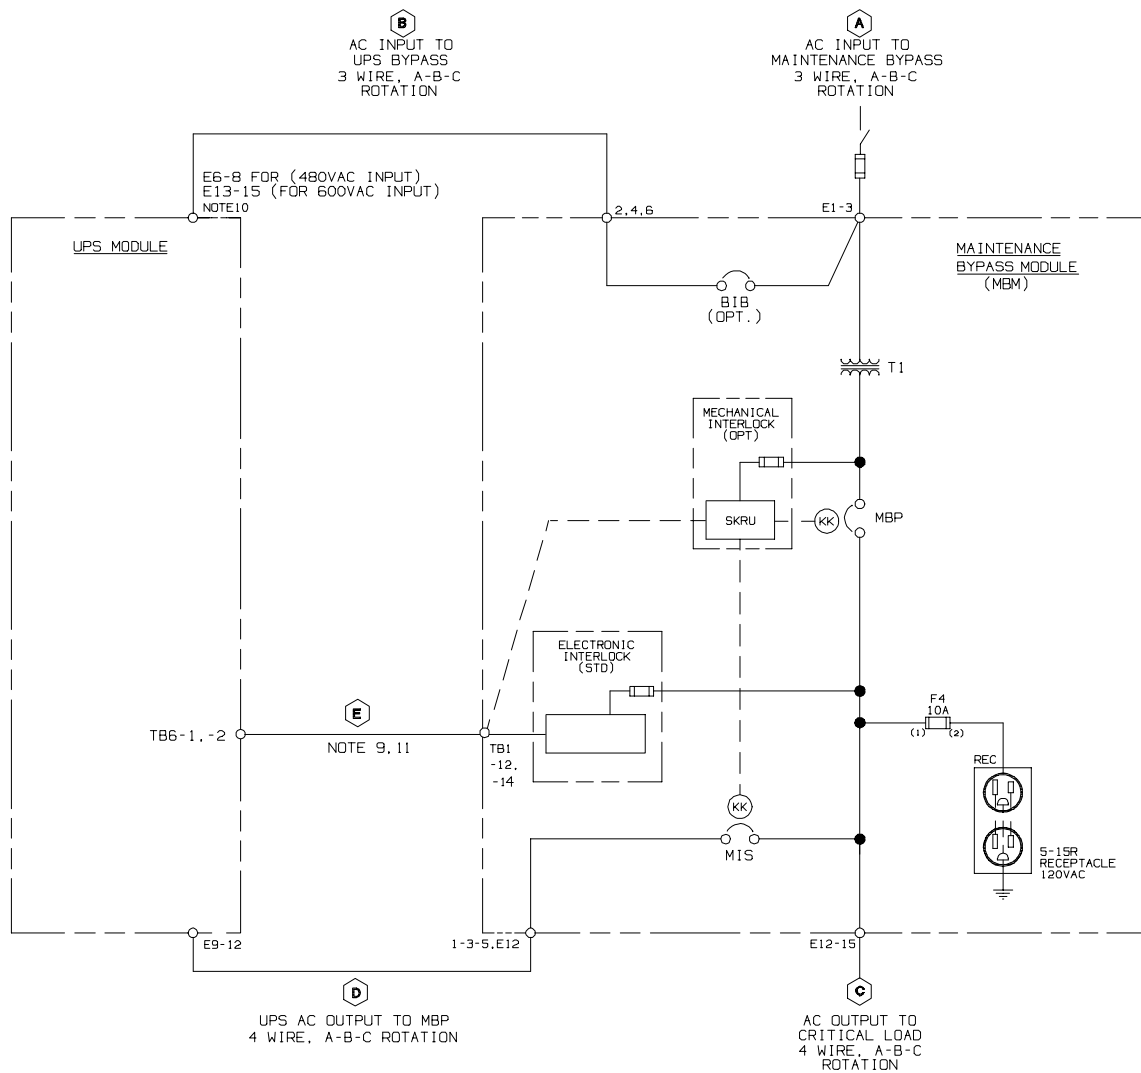 B
AC INPUT TO
UPS BYPASS
3 WIRE, A-B-C
ROTATION
A
AC INPUT TO
MAINTENANCE BYPASS
3 WIRE, A-B-C
ROTATION
E6-8 FOR (480VAC INPUT)
E13-15 (FOR 600VAC INPUT)
NOTE10
2,4,6
E1-3
UPS MODULE
MAINTENANCE
BYPASS MODULE
(MBM)
BIB
(OPT.)
T1
MECHANICAL
INTERLOCK
(OPT)
SKRU
KK
MBP
ELECTRONIC
INTERLOCK
(STD)
E
TB6-1,-2
NOTE 9,11
TB1
-12,
-14
F4
10A
(1) (2)
REC
KK
MIS
5-15R
RECEPTACLE
120VAC
E9-12
1-3-5,E12
E12-15
D
UPS AC OUTPUT TO MBP
4 WIRE, A-B-C ROTATION
C
AC OUTPUT TO
CRITICAL LOAD
4 WIRE, A-B-C
ROTATION